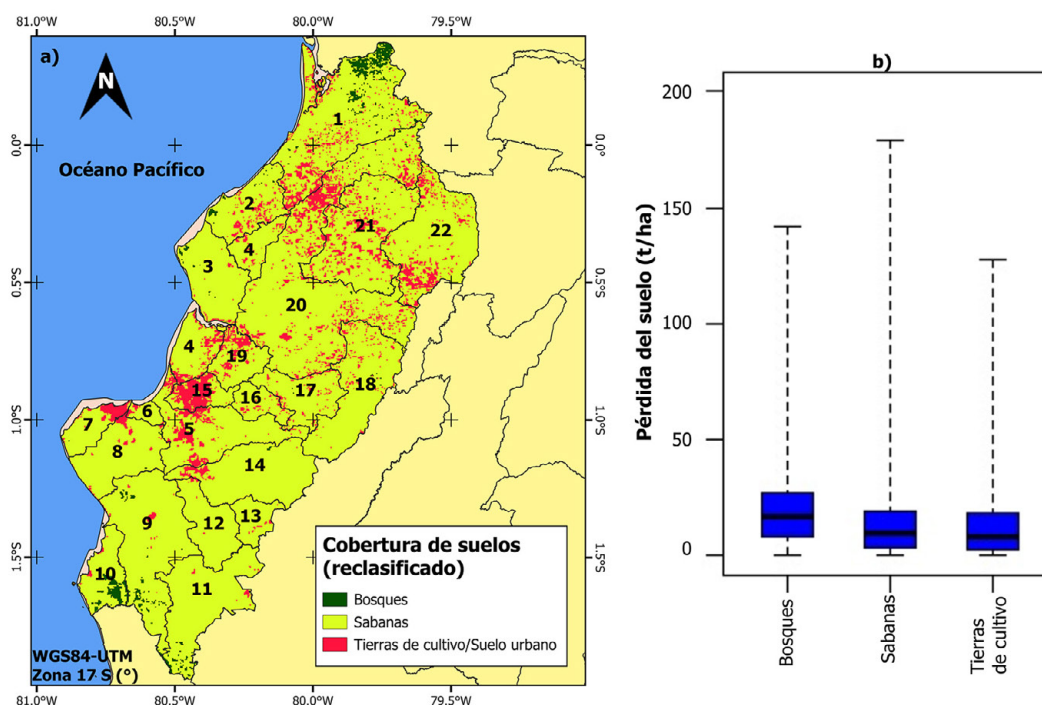 81.0°W 80.5°W 80.0°W 79.5°W
a)
N
Océano Pacífico
0.0°
0.5°S
1.0°S
1.5°S
0.0°
0.5°S
1.0°S
1.5°S
1
2
21
22
4
3
20
4
19
15
16
17
18
6
7
5
8
14
9
12
13
10
11
Cobertura de suelos
(reclasificado)
Bosques
Sabanas
Tierras de cultivo/Suelo urbano
WGS84-UTM
Zona 17 S (°)
81.0°W 80.5°W 80.0°W 79.5°W
b)
Pérdida del suelo (t/ha)
200
150
100
50
0
Bosques
Sabanas
Tierras
de cultivo